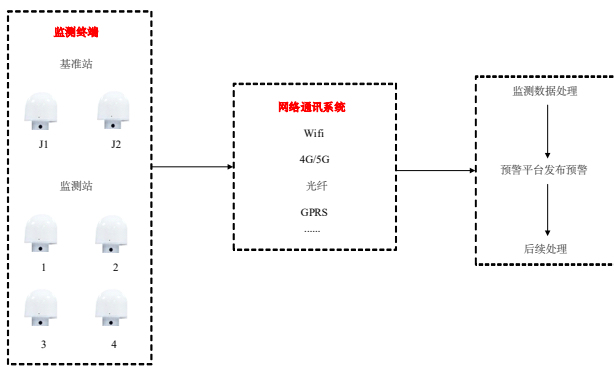 监测终端
基准站
J1 J2
监测站
1 2
3 4
网络通讯系统
Wifi
4G/5G
光纤
GPRS
......
监测数据处理
预警平台发布预警
后续处理